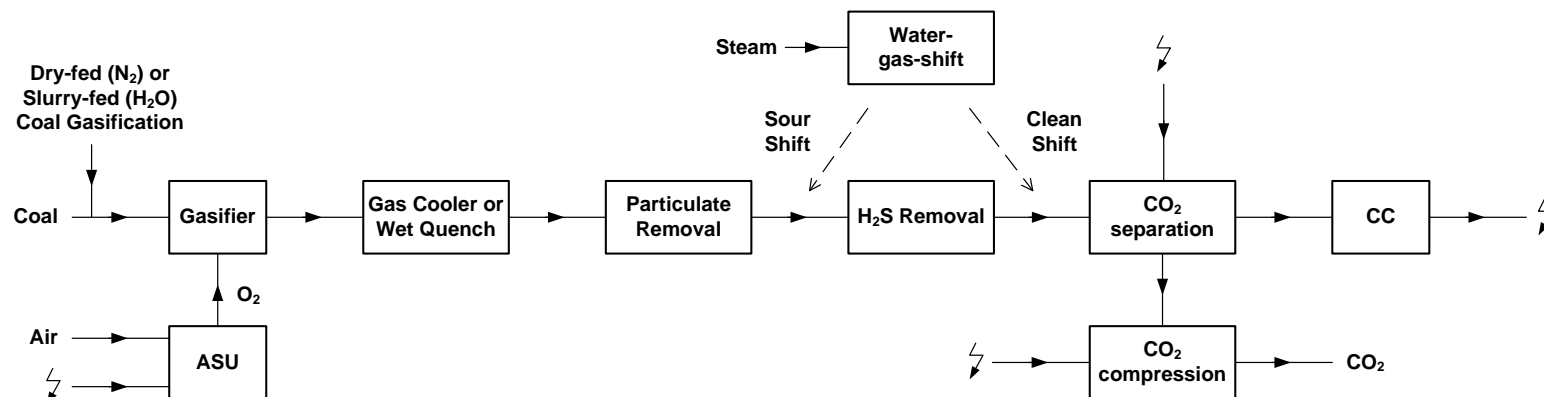 Steam
Water-
gas-shift
Dry-fed (N₂) or
Slurry-fed (H₂O)
Coal Gasification
Sour
Shift
Clean
Shift
Coal
Gasifier
Gas Cooler or
Wet Quench
Particulate
Removal
H₂S Removal
CO₂
separation
CC
O₂
Air
ASU
CO₂
compression
CO₂